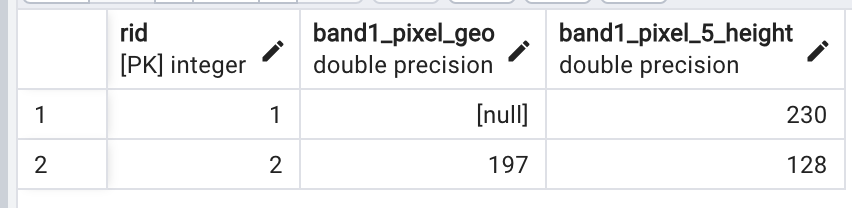 rid band1_pixel_geo band1_pixel_5_height
[PK] integer double precision double precision
1 1 [null] 230
2 2 197 128